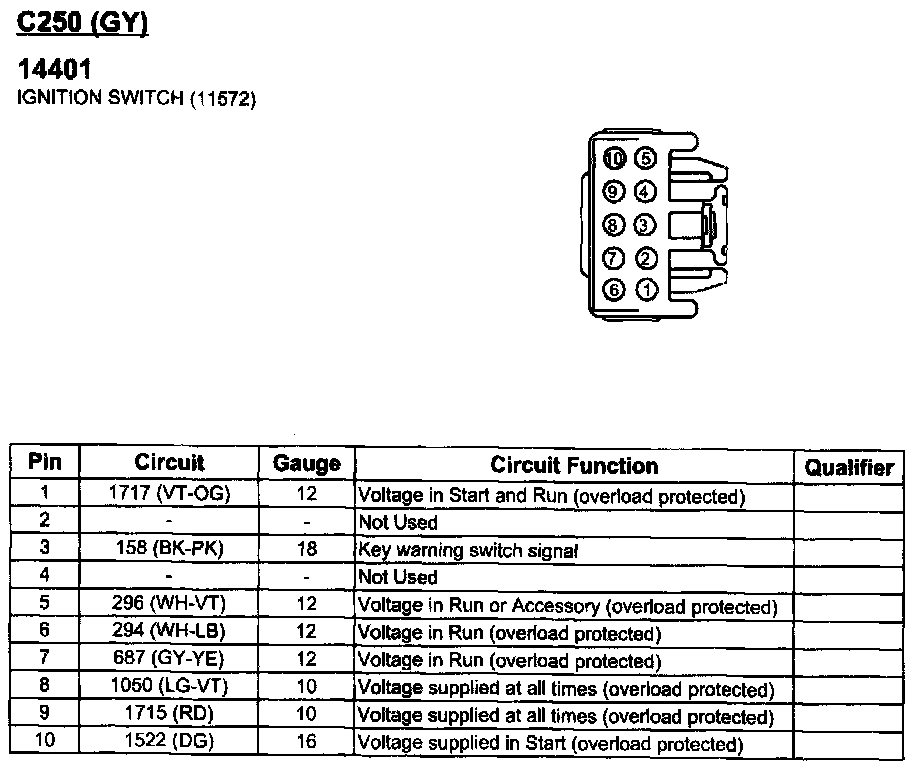 C250 (GY)
14401
IGNITION SWITCH (11572)
10 5
9 4
8 3
7 2
6 1
Pin Circuit Gauge Circuit Function Qualifier
1 1717 (VT-OG) 12 Voltage in Start and Run (overload protected)
2 - - Not Used
3 158 (BK-PK) 18 Key warning switch signal
4 - - Not Used
5 296 (WH-VT) 12 Voltage in Run or Accessory (overload protected)
6 294 (WH-LB) 12 Voltage in Run (overload protected)
7 687 (GY-YE) 12 Voltage in Run (overload protected)
8 1050 (LG-VT) 10 Voltage supplied at all times (overload protected)
9 1715 (RD) 10 Voltage supplied at all times (overload protected)
10 1522 (DG) 16 Voltage supplied in Start (overload protected)